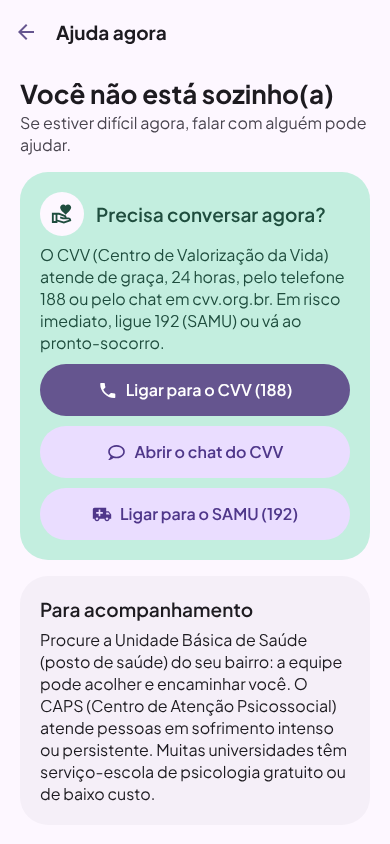 Ajuda agora
Você não está sozinho(a)
Se estiver difícil agora, falar com alguém pode
ajudar.
Precisa conversar agora?
O CVV (Centro de Valorização da Vida)
atende de graça, 24 horas, pelo telefone
188 ou pelo chat em cvv.org.br. Em risco
imediato, ligue 192 (SAMU) ou vá ao
pronto-socorro.
Ligar para o CVV (188)
Abrir o chat do CVV
Ligar para o SAMU (192)
Para acompanhamento
Procure a Unidade Básica de Saúde
(posto de saúde) do seu bairro: a equipe
pode acolher e encaminhar você. O
CAPS (Centro de Atenção Psicossocial)
atende pessoas em sofrimento intenso
ou persistente. Muitas universidades têm
serviço-escola de psicologia gratuito ou
de baixo custo.